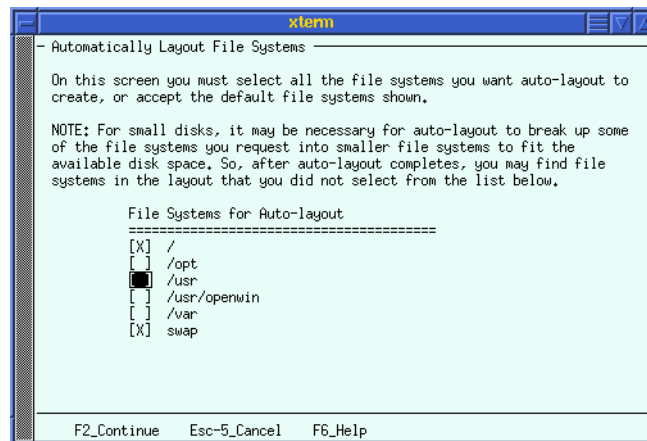 xterm
Automatically Layout File Systems
On this screen you must select all the file systems you want auto-layout to
create, or accept the default file systems shown.
NOTE: For small disks, it may be necessary for auto-layout to break up some
of the file systems you request into smaller file systems to fit the
available disk space. So, after auto-layout completes, you may find file
systems in the layout that you did not select from the list below.
File Systems for Auto-layout
========================================
[X] /
[ ] /opt
[ ] /usr
[ ] /usr/openwin
[ ] /var
[X] swap
F2_Continue Esc-5_Cancel F6_Help